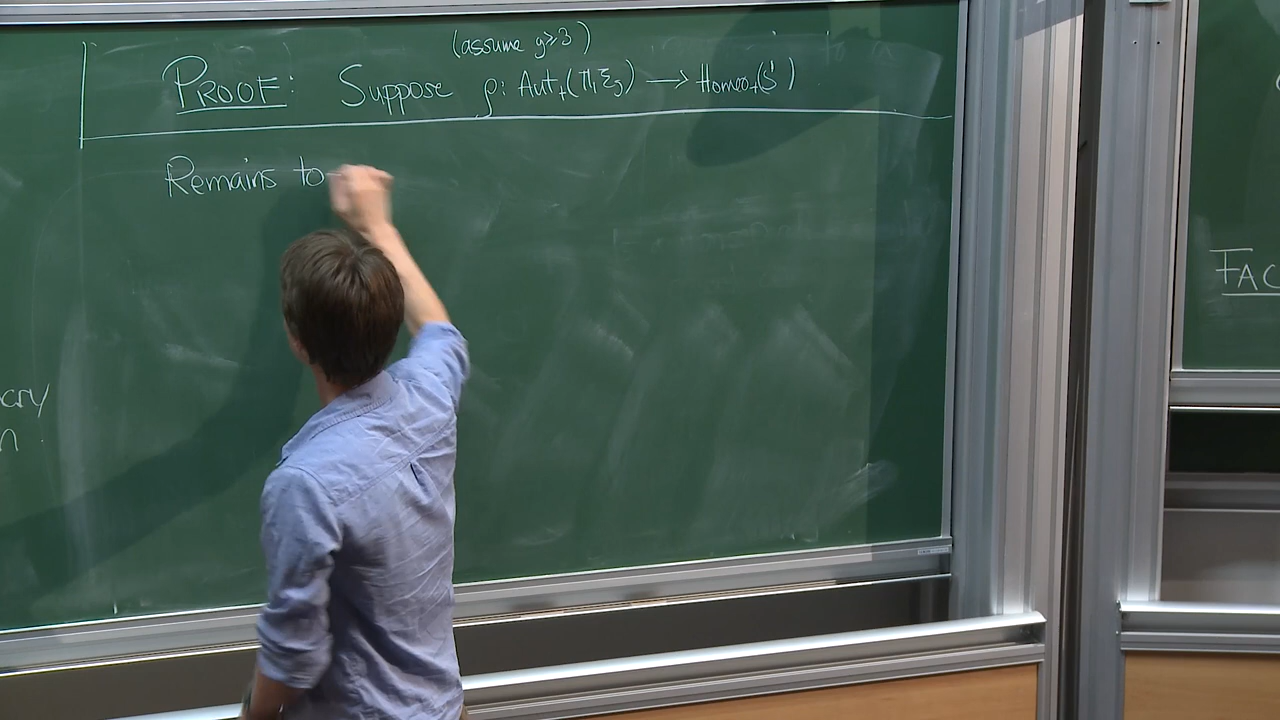 (assume g≥3)
PROOF: Suppose ρ: Aut₊(π₁Σg) → Homeo₊(S¹)
Remains to